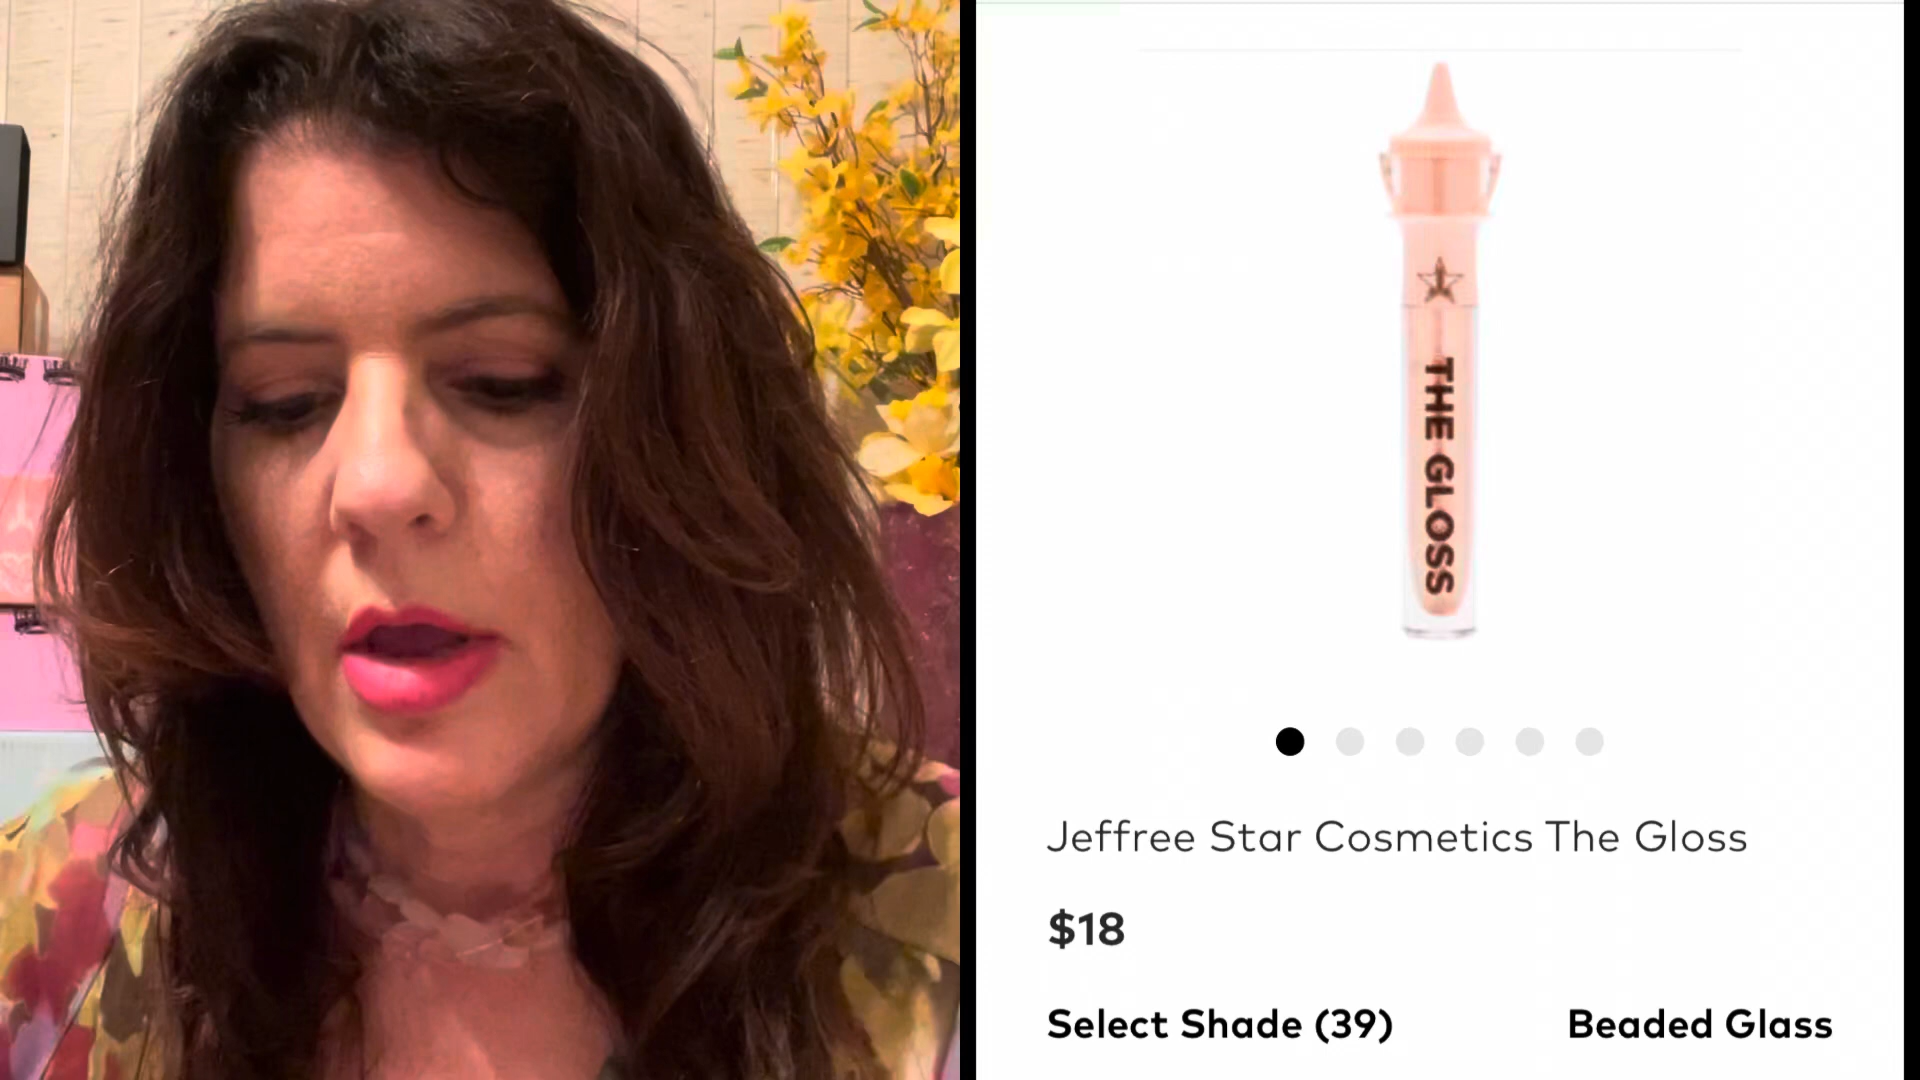 THE GLOSS
Jeffree Star Cosmetics The Gloss
$18
Select Shade (39)
Beaded Glass